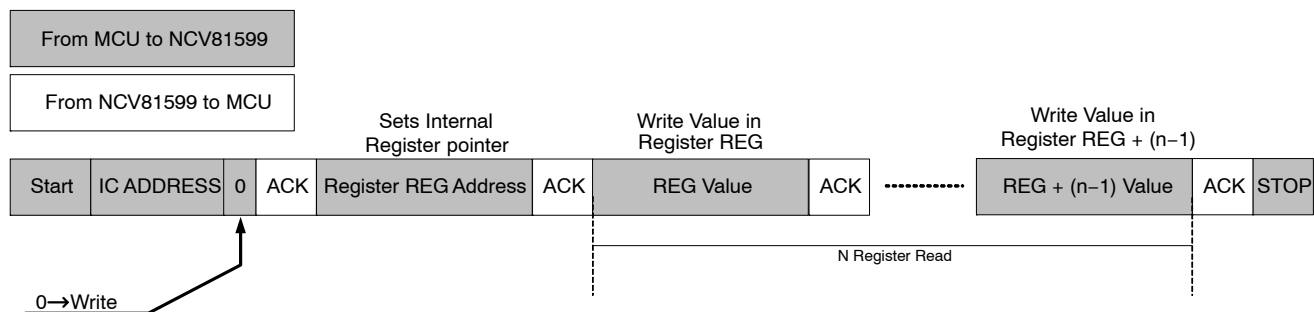 From MCU to NCV81599
From NCV81599 to MCU
Sets Internal
Register pointer
Write Value in
Register REG
Write Value in
Register REG + (n−1)
Start IC ADDRESS 0 ACK Register REG Address ACK REG Value ACK REG + (n−1) Value ACK STOP
N Register Read
0→Write